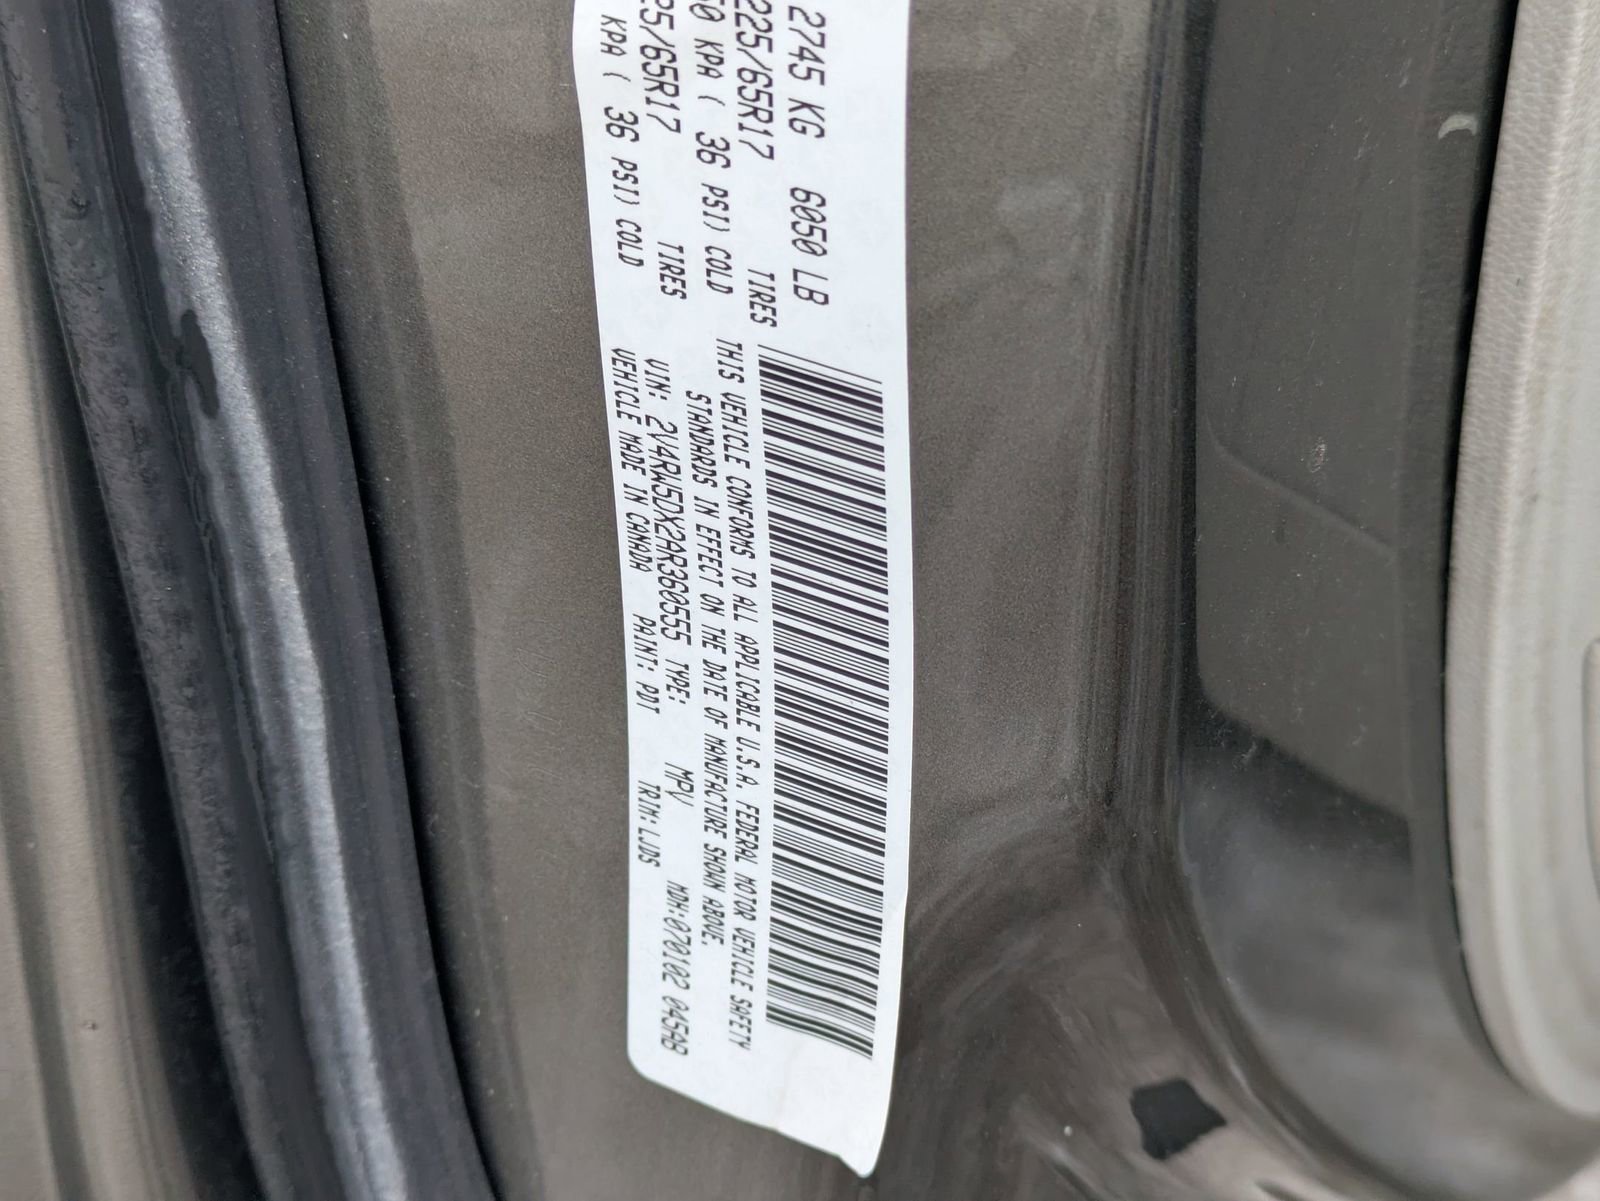 2745 KG 6050 LB
225/65R17 TIRES
KPA ( 36 PSI) COLD
25/65R17 TIRES
KPA ( 36 PSI) COLD
THIS VEHICLE CONFORMS TO ALL APPLICABLE U.S.A. FEDERAL MOTOR VEHICLE SAFETY
STANDARDS IN EFFECT ON THE DATE OF MANUFACTURE SHOWN ABOVE.
VIN: 2V4RW5DX2AR360555 TYPE: MPV MDH:070102 045AB
VEHICLE MADE IN CANADA PAINT: PDT TRIM:LJDS